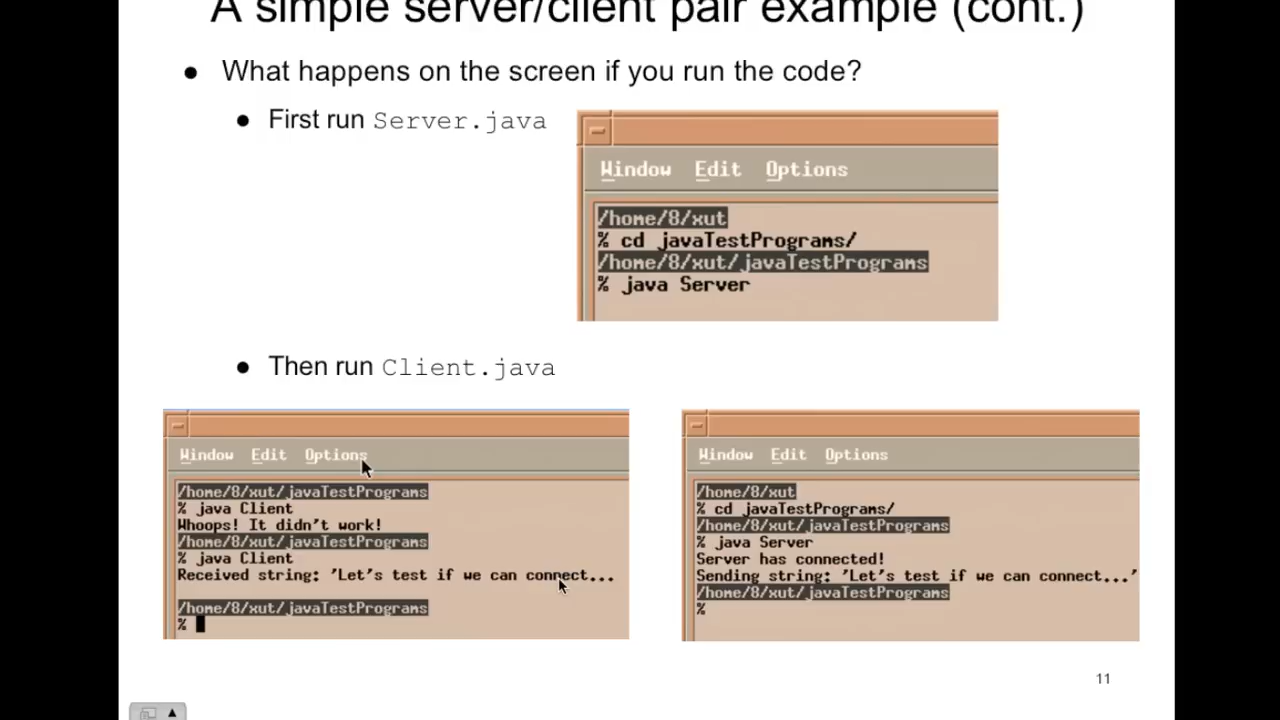 A simple server/client pair example (cont.)
● What happens on the screen if you run the code?
● First run Server.java
Window Edit Options
/home/8/xut
% cd javaTestPrograms/
/home/8/xut/javaTestPrograms
% java Server
● Then run Client.java
Window Edit Options
/home/8/xut/javaTestPrograms
% java Client
Whoops! It didn't work!
/home/8/xut/javaTestPrograms
% java Client
Received string: 'Let's test if we can connect...
/home/8/xut/javaTestPrograms
%
Window Edit Options
/home/8/xut
% cd javaTestPrograms/
/home/8/xut/javaTestPrograms
% java Server
Server has connected!
Sending string: 'Let's test if we can connect...'
/home/8/xut/javaTestPrograms
%
11